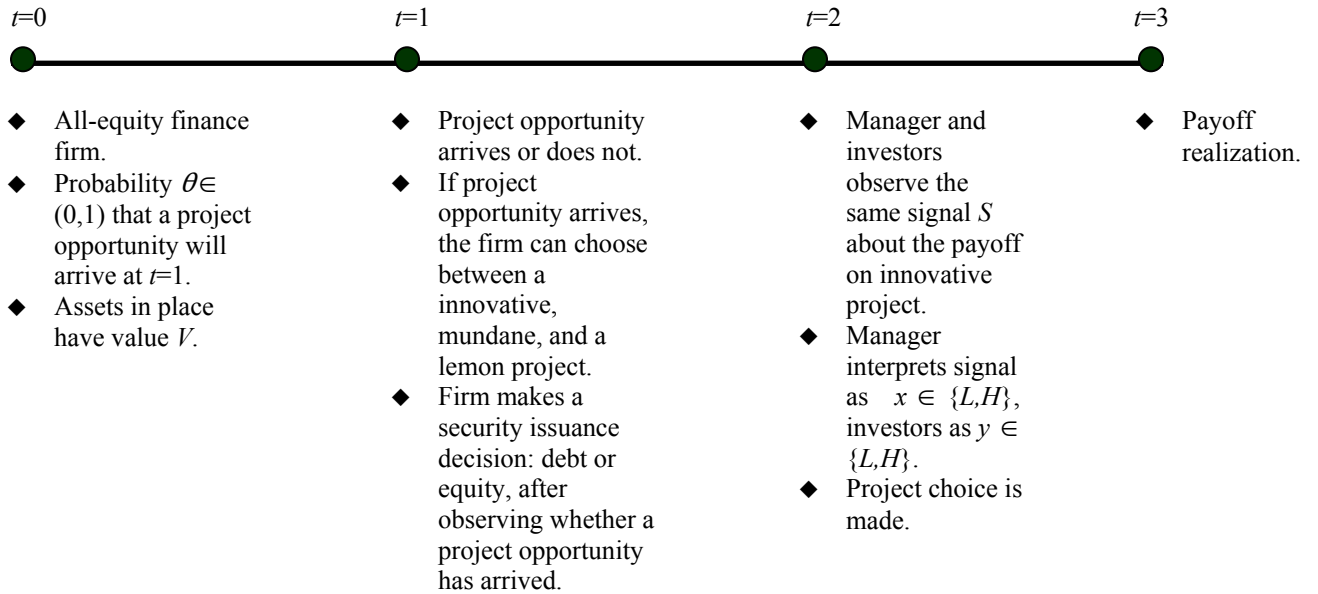 t=0
t=1
t=2
t=3
◆ All-equity finance
firm.
◆ Probability θ∈
(0,1) that a project
opportunity will
arrive at t=1.
◆ Assets in place
have value V.
◆ Project opportunity
arrives or does not.
◆ If project
opportunity arrives,
the firm can choose
between a
innovative,
mundane, and a
lemon project.
◆ Firm makes a
security issuance
decision: debt or
equity, after
observing whether a
project opportunity
has arrived.
◆ Manager and
investors
observe the
same signal S
about the payoff
on innovative
project.
◆ Manager
interprets signal
as x ∈ {L,H},
investors as y ∈
{L,H}.
◆ Project choice is
made.
◆ Payoff
realization.